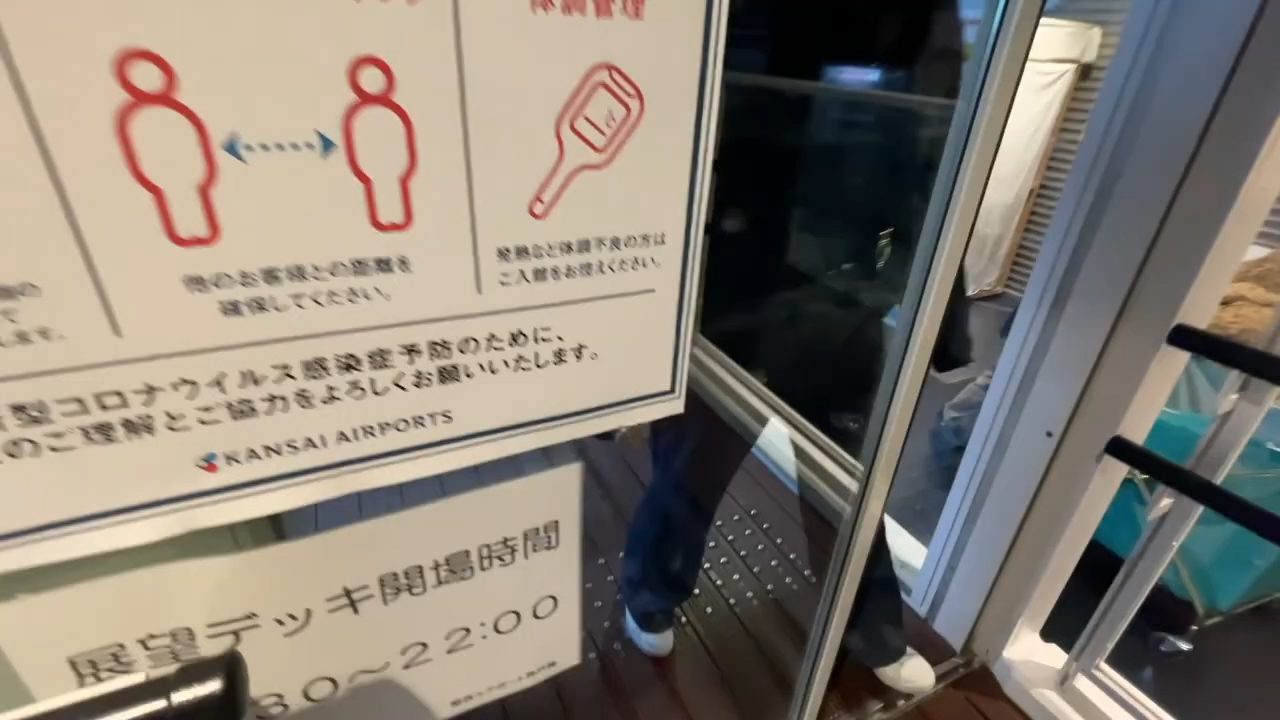 体調管理
他のお客様との距離を
確保してください。
発熱など体調不良の方は
ご入館をお控えください。
します。
型コロナウイルス感染症予防のために、
のご理解とご協力をよろしくお願いいたします。
KANSAI AIRPORTS
展望デッキ開場時間
30～22:00